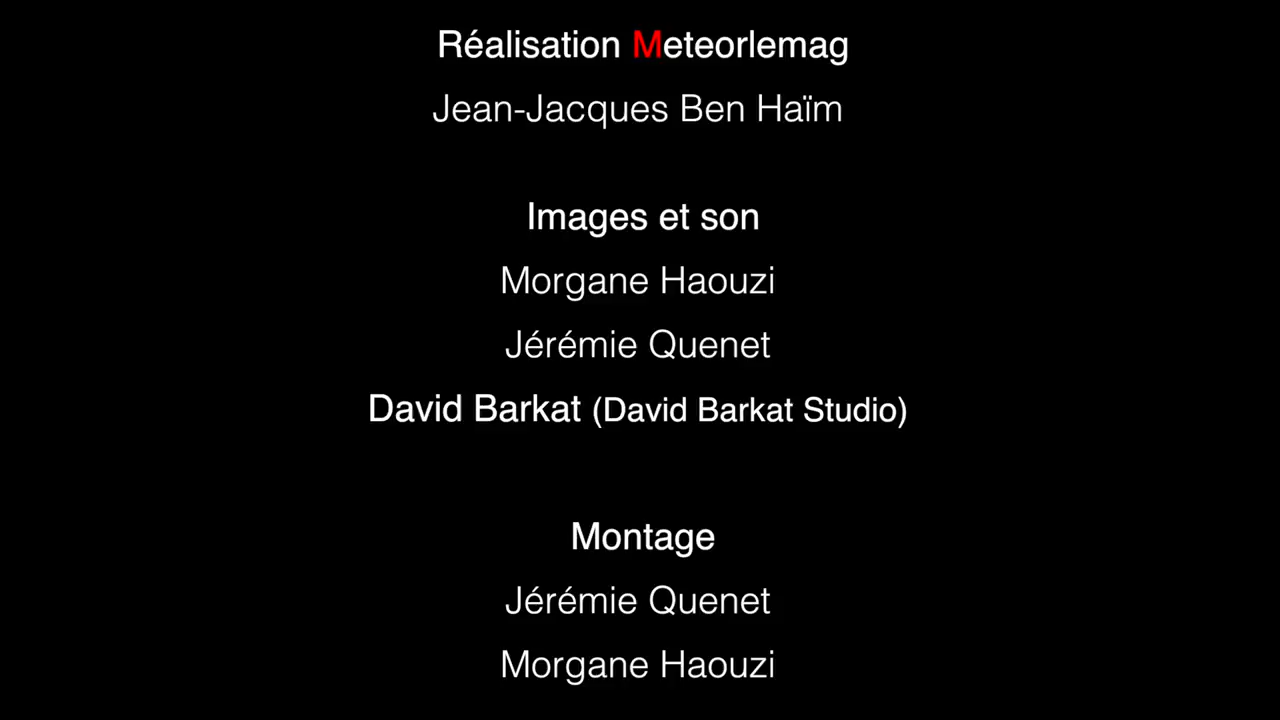 Réalisation Meteorlemag
Jean-Jacques Ben Haïm
Images et son
Morgane Haouzi
Jérémie Quenet
David Barkat (David Barkat Studio)
Montage
Jérémie Quenet
Morgane Haouzi